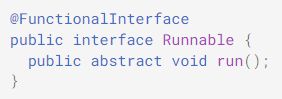 @FunctionalInterface
public interface Runnable {
  public abstract void run();
}